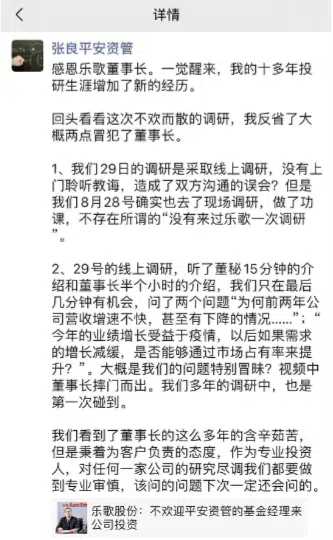 详情
张良平安资管
感恩乐歌董事长。一觉醒来，我的十多年投
研生涯增加了新的经历。
回头看看这次不欢而散的调研，我反省了大
概两点冒犯了董事长。
1、我们29日的调研是采取线上调研，没有上
门聆听教诲，造成了双方沟通的误会？但是
我们8月28号确实也去了现场调研，做了功
课，不存在所谓的“没有来过乐歌一次调研
”。
2、29号的线上调研，听了董秘15分钟的介
绍和董事长半个小时的介绍，我们只在最后
几分钟有机会，问了两个问题“为何前两年公
司营收增速不快，甚至有下降的情况……”；“
今年的业绩增长受益于疫情，以后如果需求
的增长减缓，是否能够通过市场占有率来提
升？”。大概是我们的问题特别冒昧？视频中
董事长摔门而出。我们多年的调研中，也是
第一次碰到。
我们看到了董事长的这么多年的含辛茹苦，
但是秉着为客户负责的态度，作为专业投资
人，对任何一家公司的研究尽调我们都要做
到专业审慎，该问的问题下次一定还会问的。
乐歌股份：不欢迎平安资管的基金经理来
公司投资